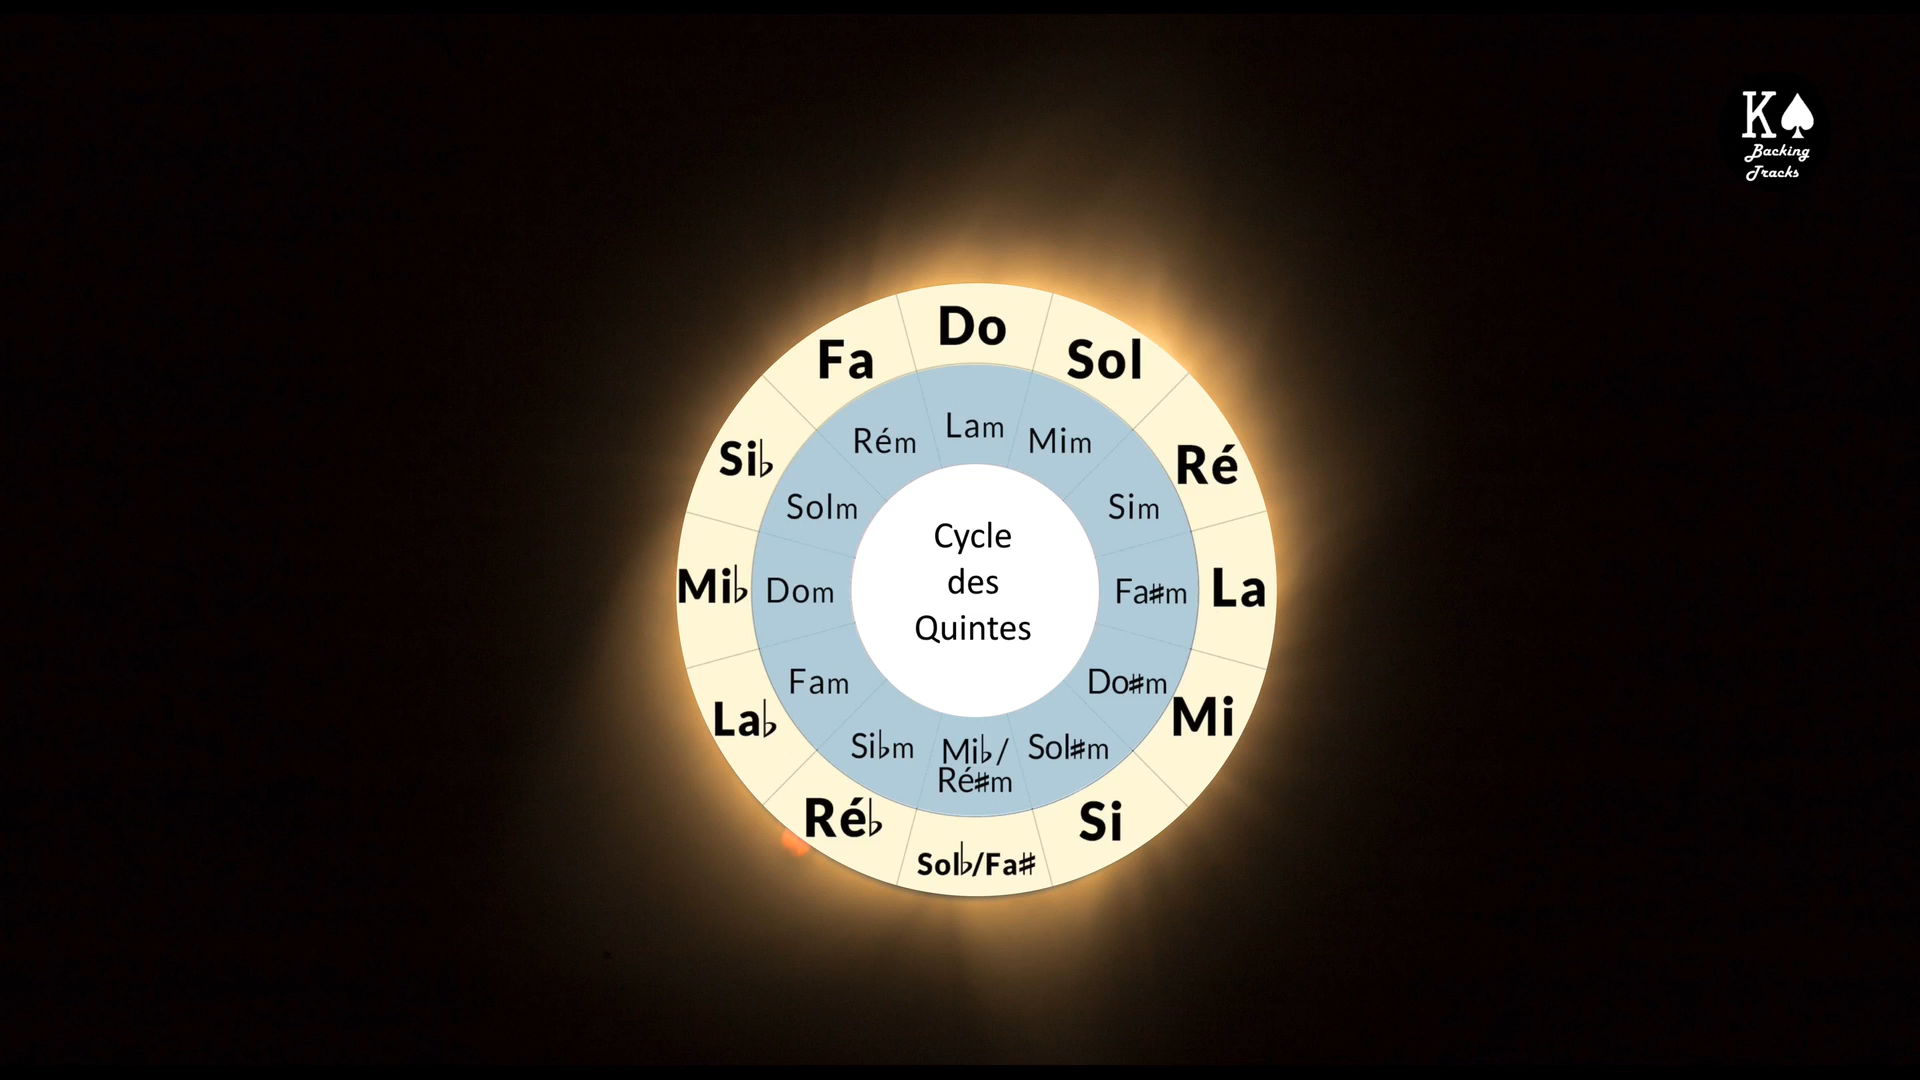 K♠
Backing
Tracks
Do
Sol
Ré
La
Mi
Si
Sol♭/Fa♯
Ré♭
La♭
Mi♭
Si♭
Fa
Lam
Mim
Sim
Fa♯m
Do♯m
Sol♯m
Mi♭/
Ré♯m
Si♭m
Fam
Dom
Solm
Rém
Cycle
des
Quintes